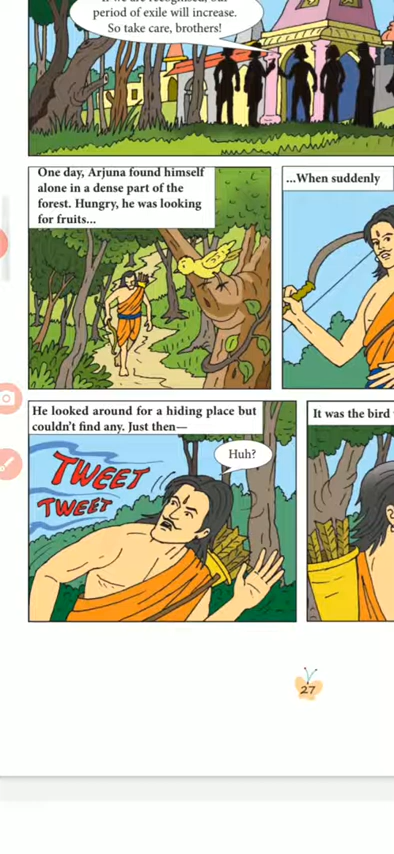 period of exile will increase.
So take care, brothers!
One day, Arjuna found himself
alone in a dense part of the
forest. Hungry, he was looking
for fruits...
...When suddenly
He looked around for a hiding place but
couldn't find any. Just then—
TWEET
TWEET
Huh?
It was the bird
27